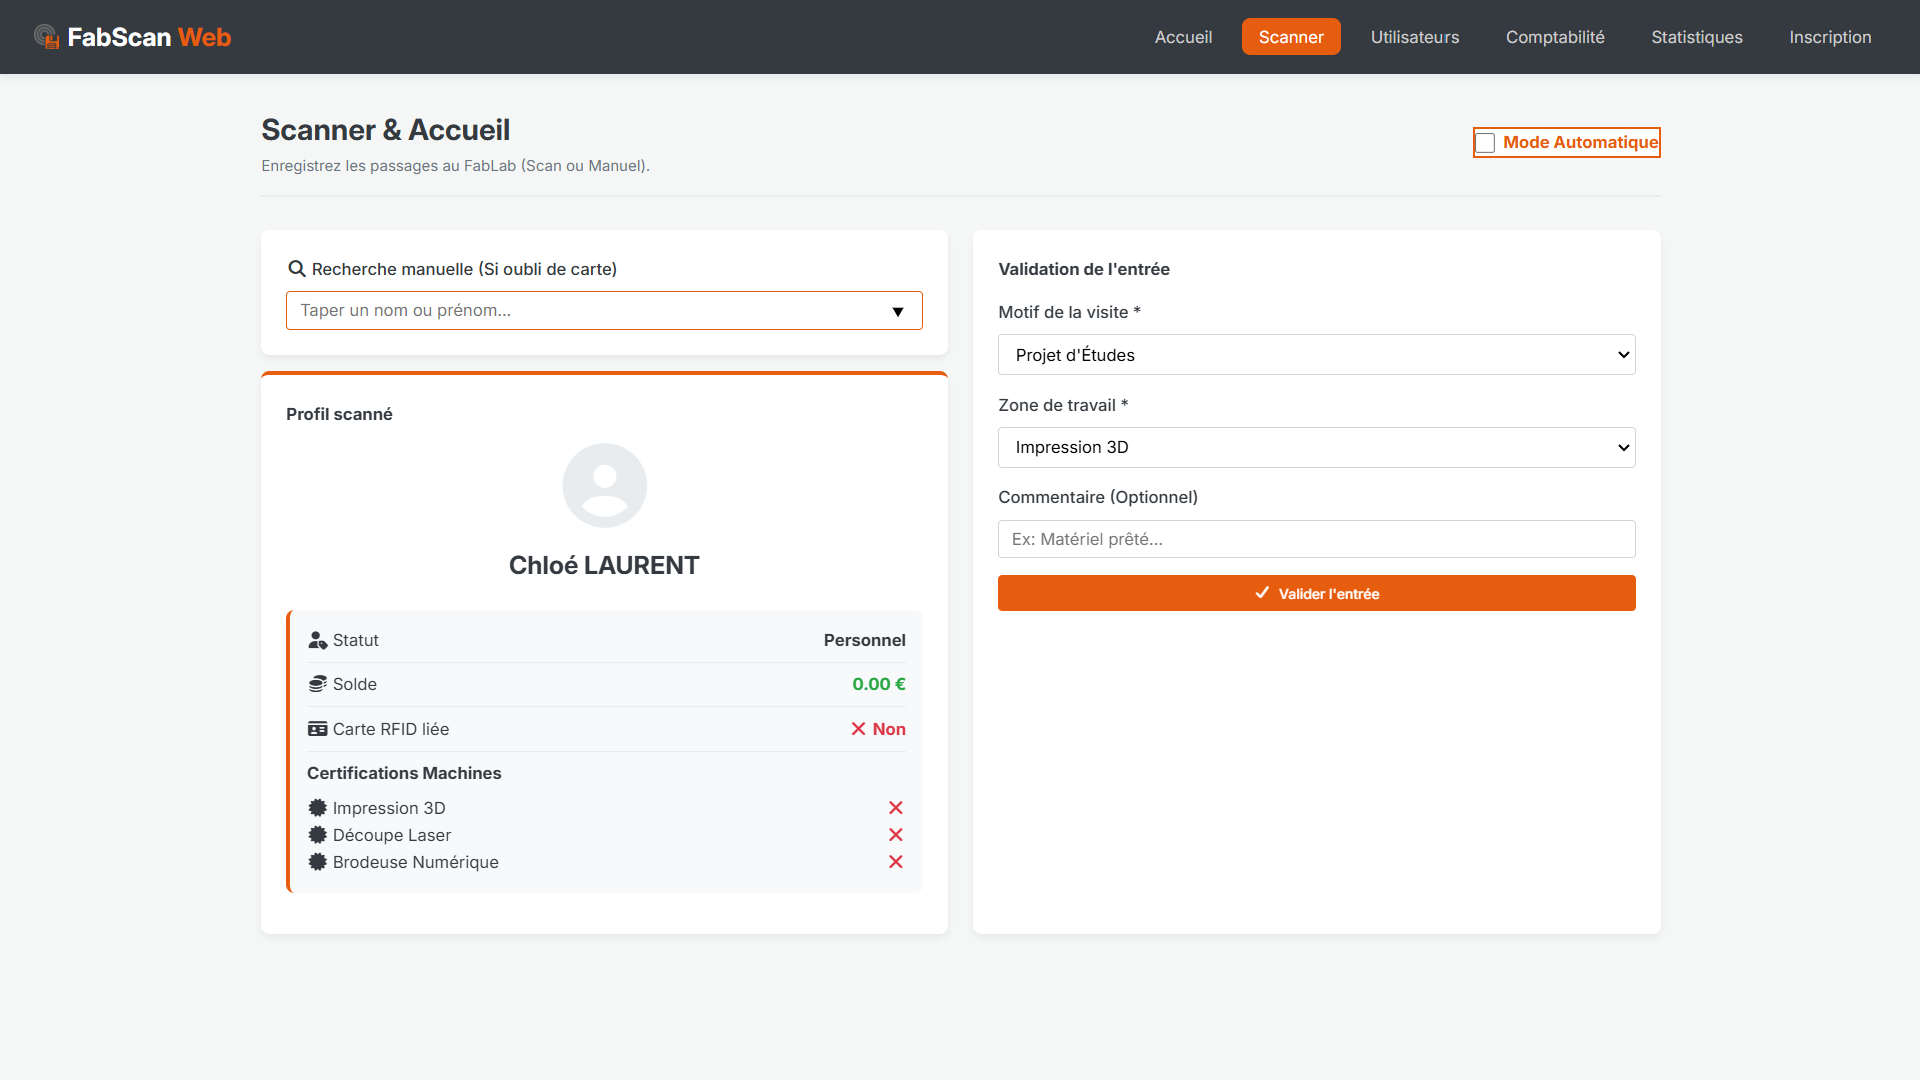 FabScan Web
Accueil
Scanner
Utilisateurs
Comptabilité
Statistiques
Inscription
Scanner & Accueil
Enregistrez les passages au FabLab (Scan ou Manuel).
Mode Automatique
Recherche manuelle (Si oubli de carte)
Taper un nom ou prénom...
Profil scanné
Chloé LAURENT
Statut Personnel
Solde 0.00 €
Carte RFID liée Non
Certifications Machines
Impression 3D
Découpe Laser
Brodeuse Numérique
Validation de l'entrée
Motif de la visite *
Projet d'Études
Zone de travail *
Impression 3D
Commentaire (Optionnel)
Ex: Matériel prêté...
Valider l'entrée